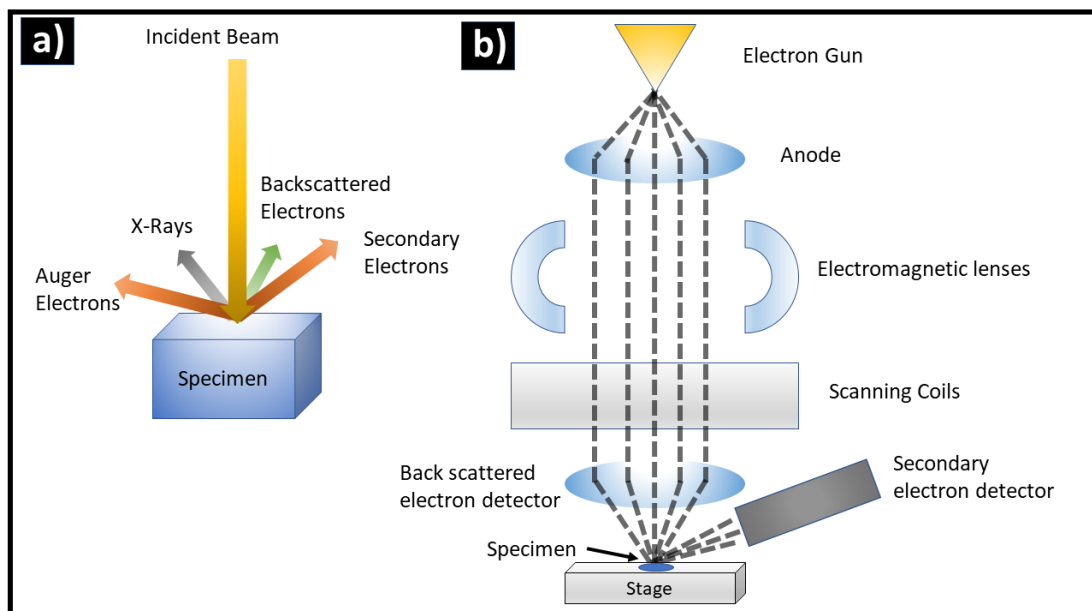 a)
Incident Beam
Backscattered
Electrons
X-Rays
Secondary
Electrons
Auger
Electrons
Specimen
b)
Electron Gun
Anode
Electromagnetic lenses
Scanning Coils
Back scattered
electron detector
Secondary
electron detector
Specimen
Stage